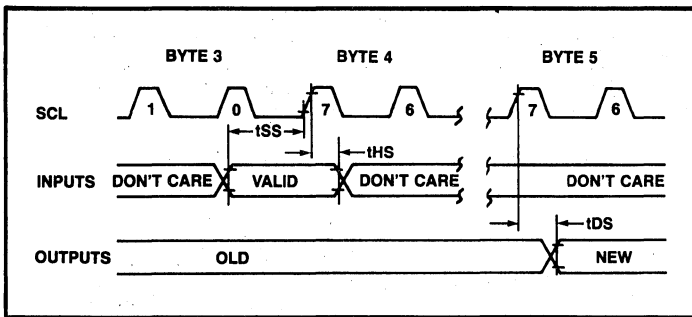 BYTE 3 BYTE 4 BYTE 5
SCL 1 0 7 6 7 6
tSS
tHS
INPUTS DON'T CARE VALID DON'T CARE DON'T CARE
tDS
OUTPUTS OLD NEW